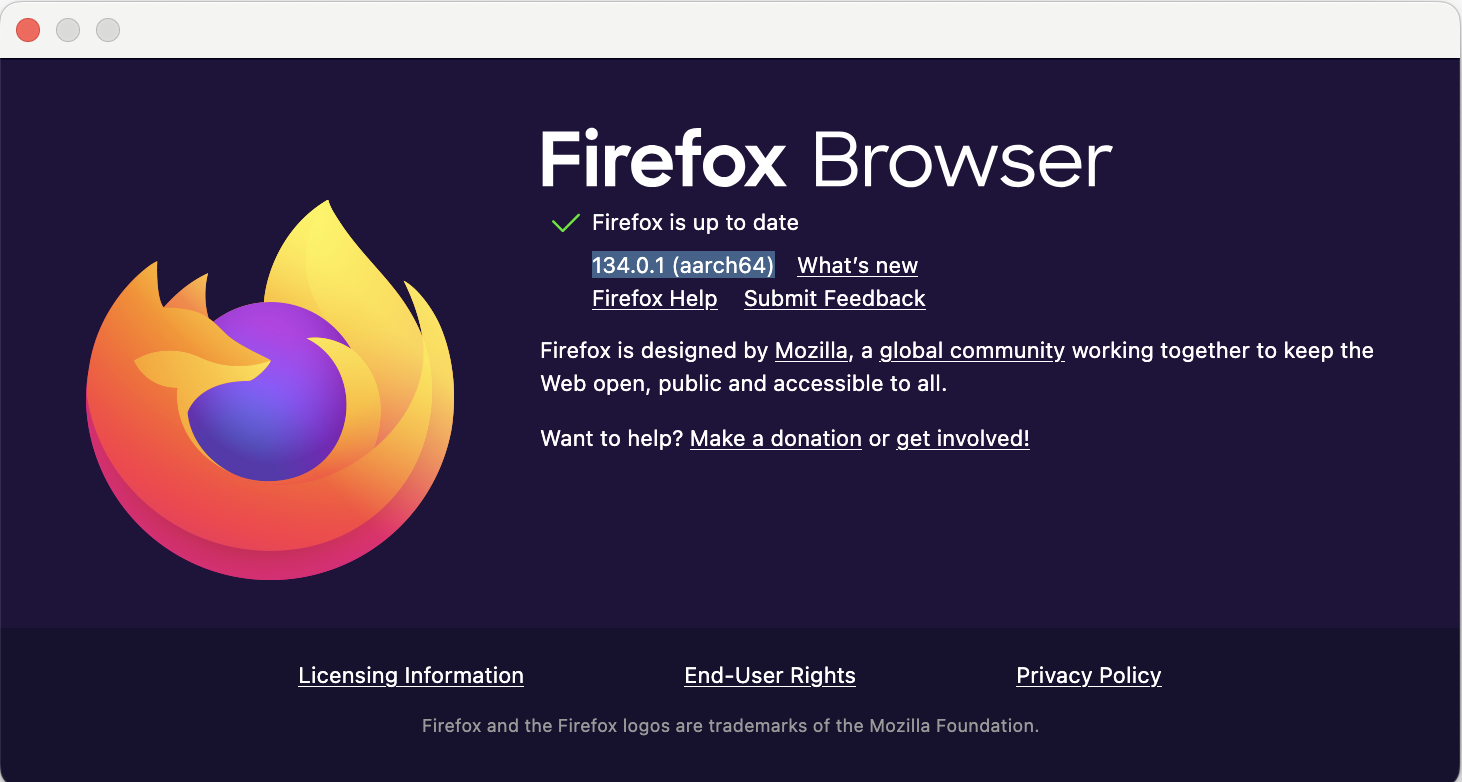 Firefox Browser
Firefox is up to date
134.0.1 (aarch64) What’s new
Firefox Help Submit Feedback
Firefox is designed by Mozilla, a global community working together to keep the
Web open, public and accessible to all.
Want to help? Make a donation or get involved!
Licensing Information End-User Rights Privacy Policy
Firefox and the Firefox logos are trademarks of the Mozilla Foundation.